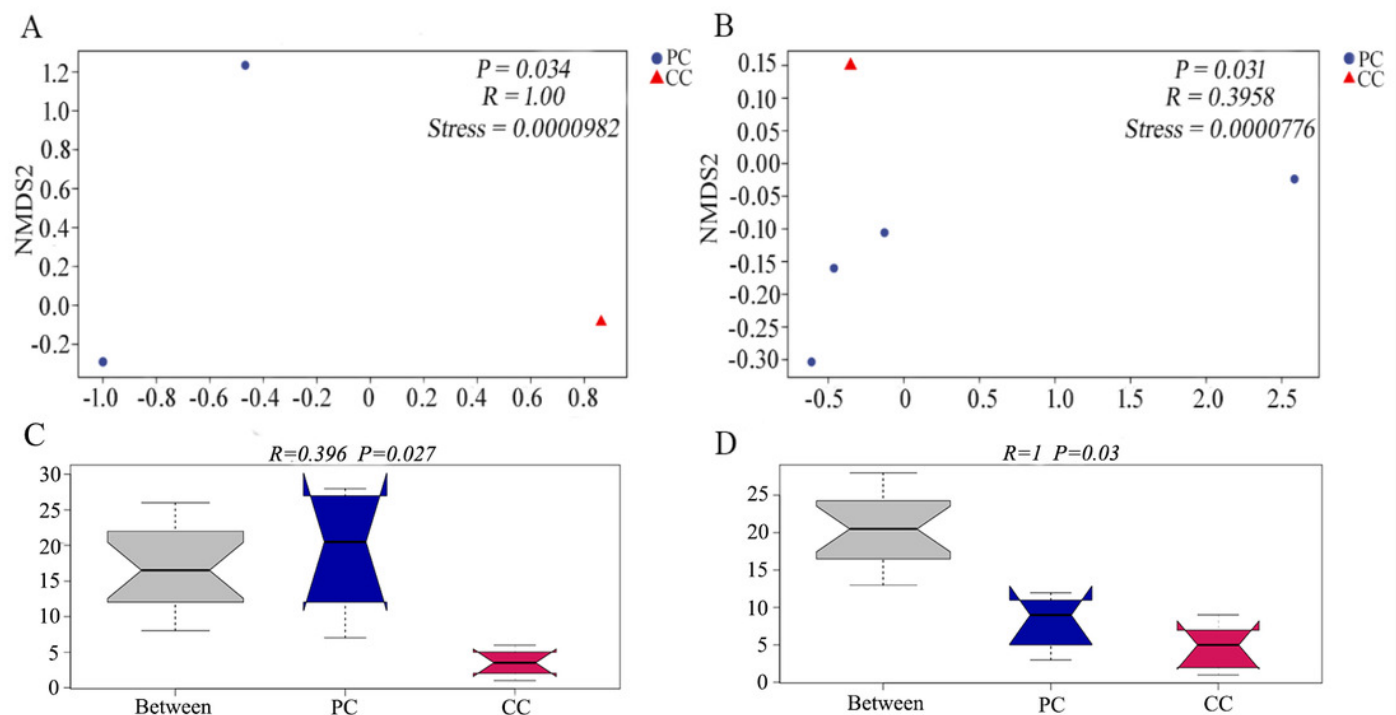 A
NMDS2
1.2
1.0
0.8
0.6
0.4
0.2
0.0
-0.2
P = 0.034
R = 1.00
Stress = 0.0000982
PC
CC
-1.0 -0.8 -0.6 -0.4 -0.2 0 0.2 0.4 0.6 0.8
B
NMDS2
0.15
0.10
0.05
0.00
-0.05
-0.10
-0.15
-0.20
-0.25
-0.30
P = 0.031
R = 0.3958
Stress = 0.0000776
PC
CC
-0.5 0 0.5 1.0 1.5 2.0 2.5
C
R=0.396 P=0.027
30
25
20
15
10
5
0
Between PC CC
D
R=1 P=0.03
25
20
15
10
5
0
Between PC CC